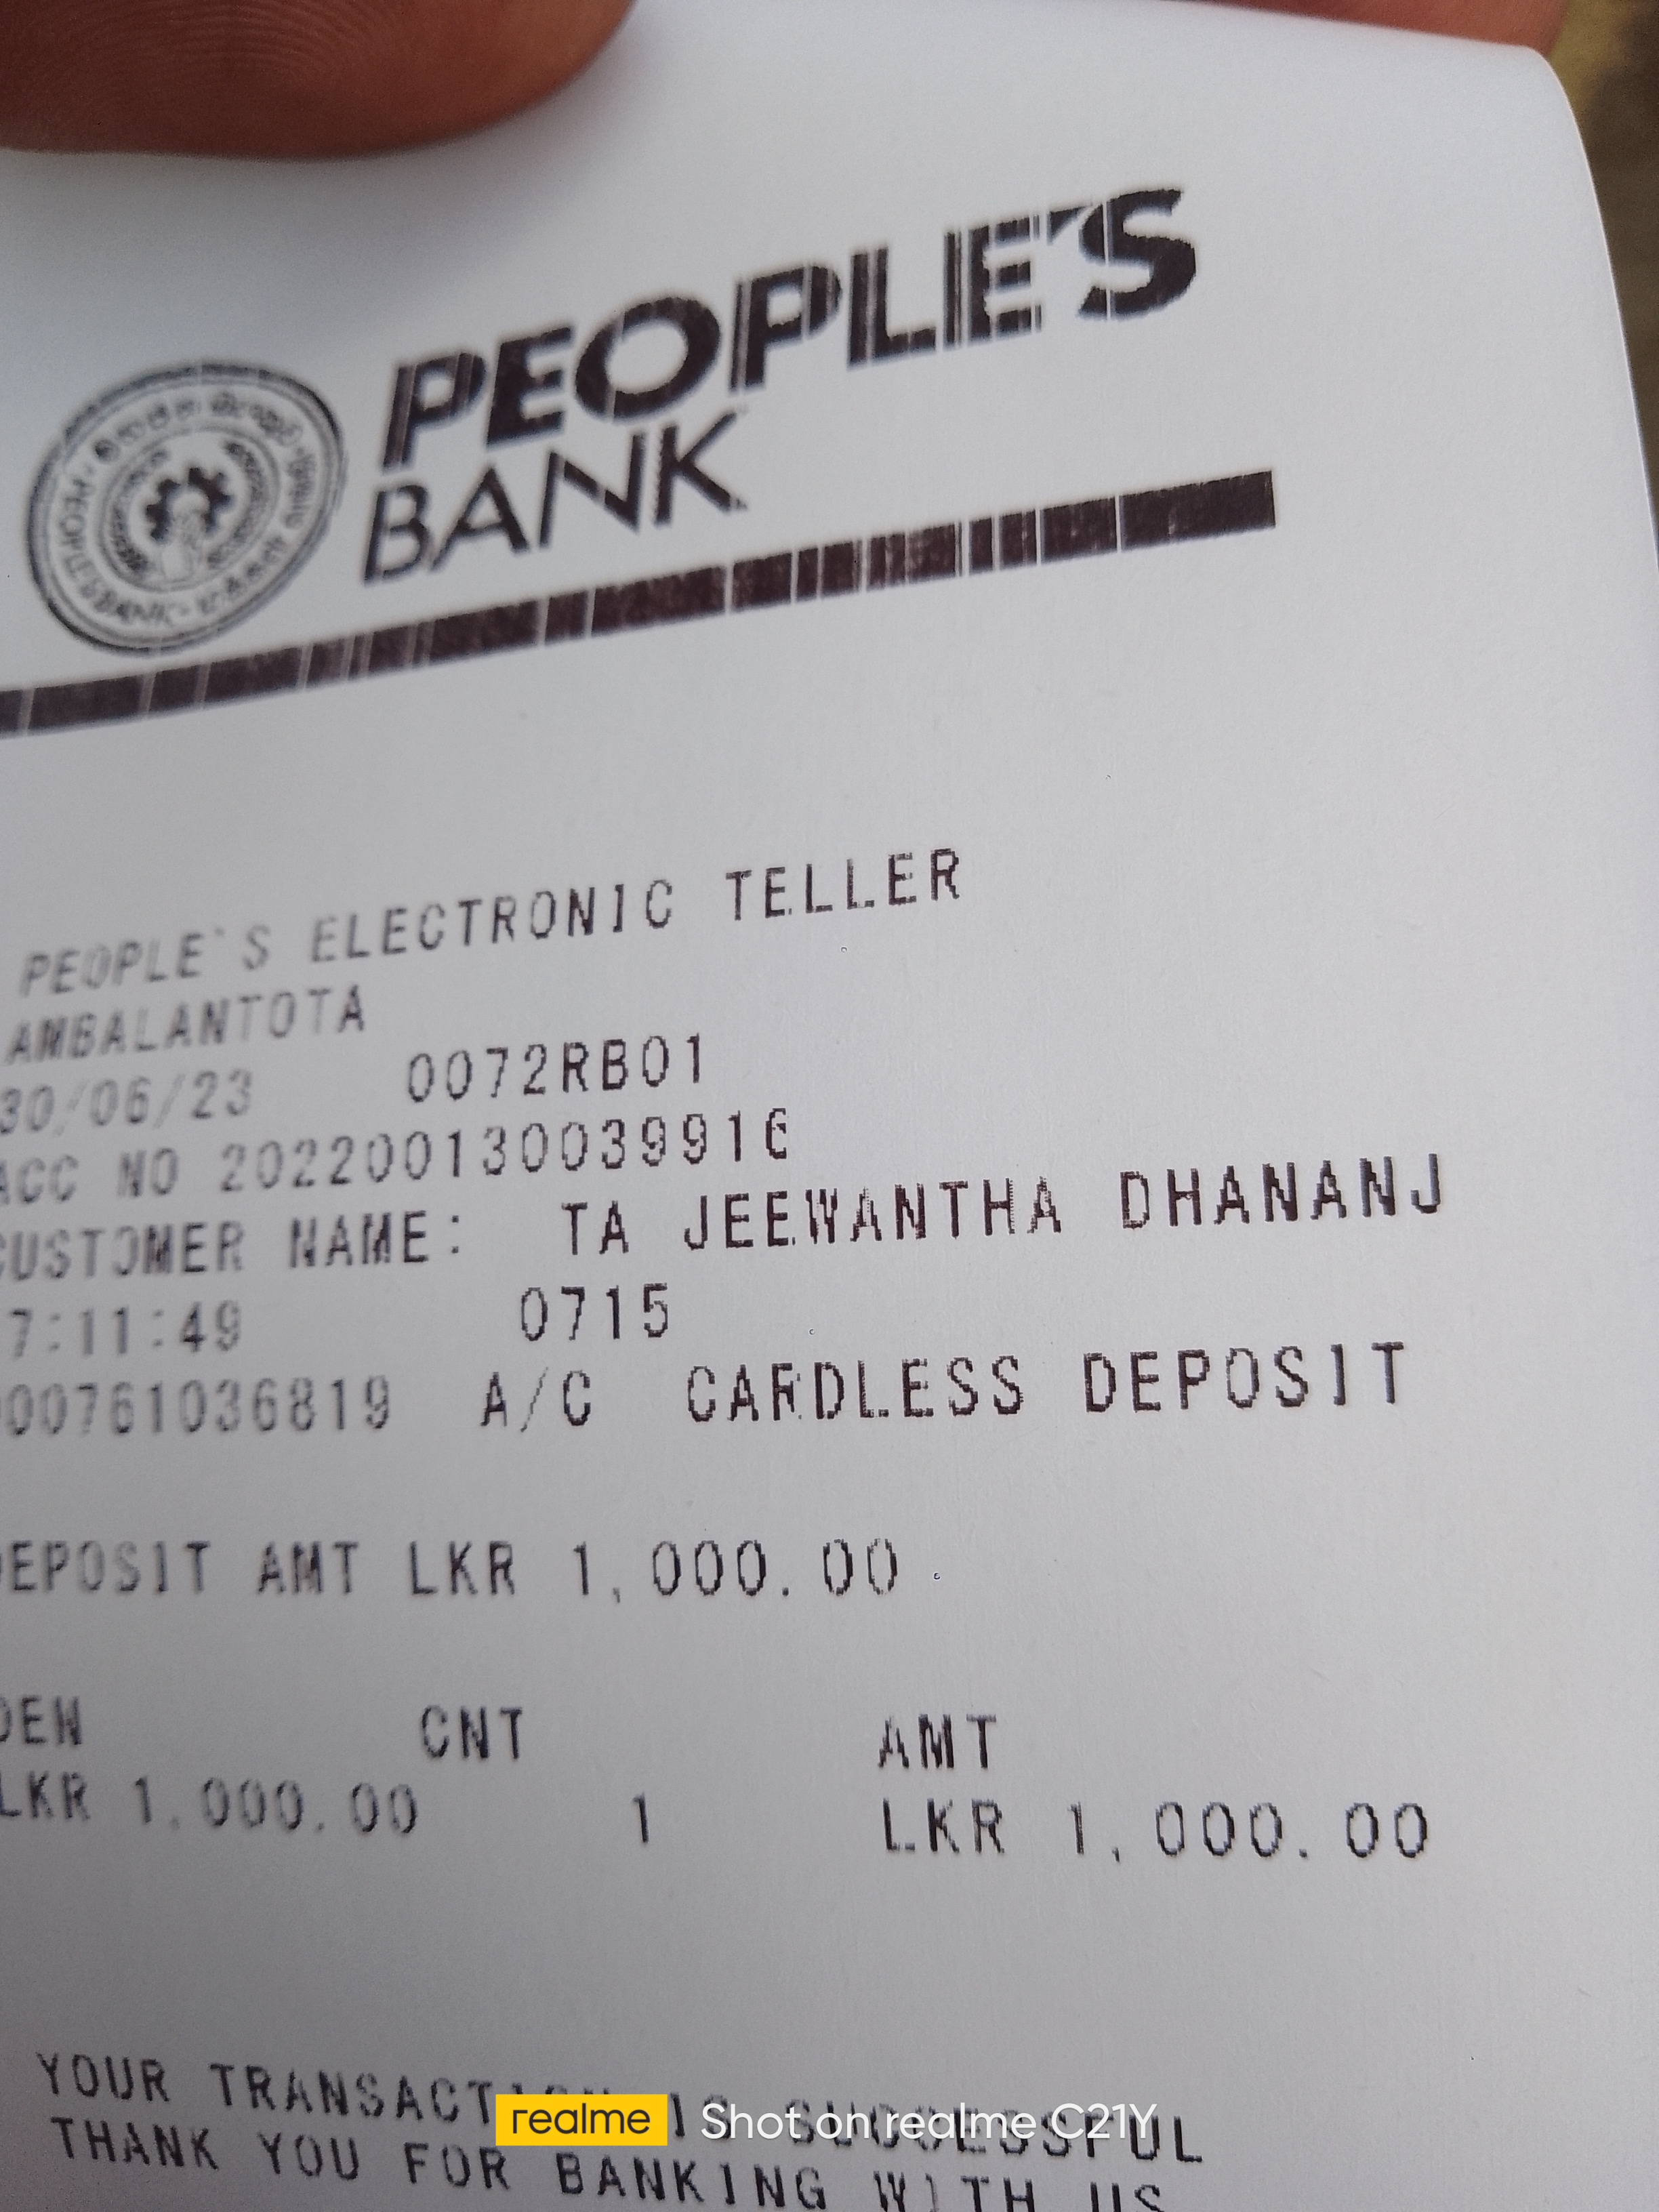 PEOPLE'S
BANK
PEOPLE`S ELECTRONIC TELLER
AMBALANTOTA
30/06/23 0072RB01
ACC NO 202200130039916
CUSTOMER NAME: TA JEEWANTHA DHANANJ
7:11:49 0715
00761036819 A/C CARDLESS DEPOSIT
DEPOSIT AMT LKR 1,000.00
DEN CNT AMT
LKR 1,000.00 1 LKR 1,000.00
YOUR TRANSACTION IS SUCCESSFUL
THANK YOU FOR BANKING WITH US
realme Shot on realme C21Y